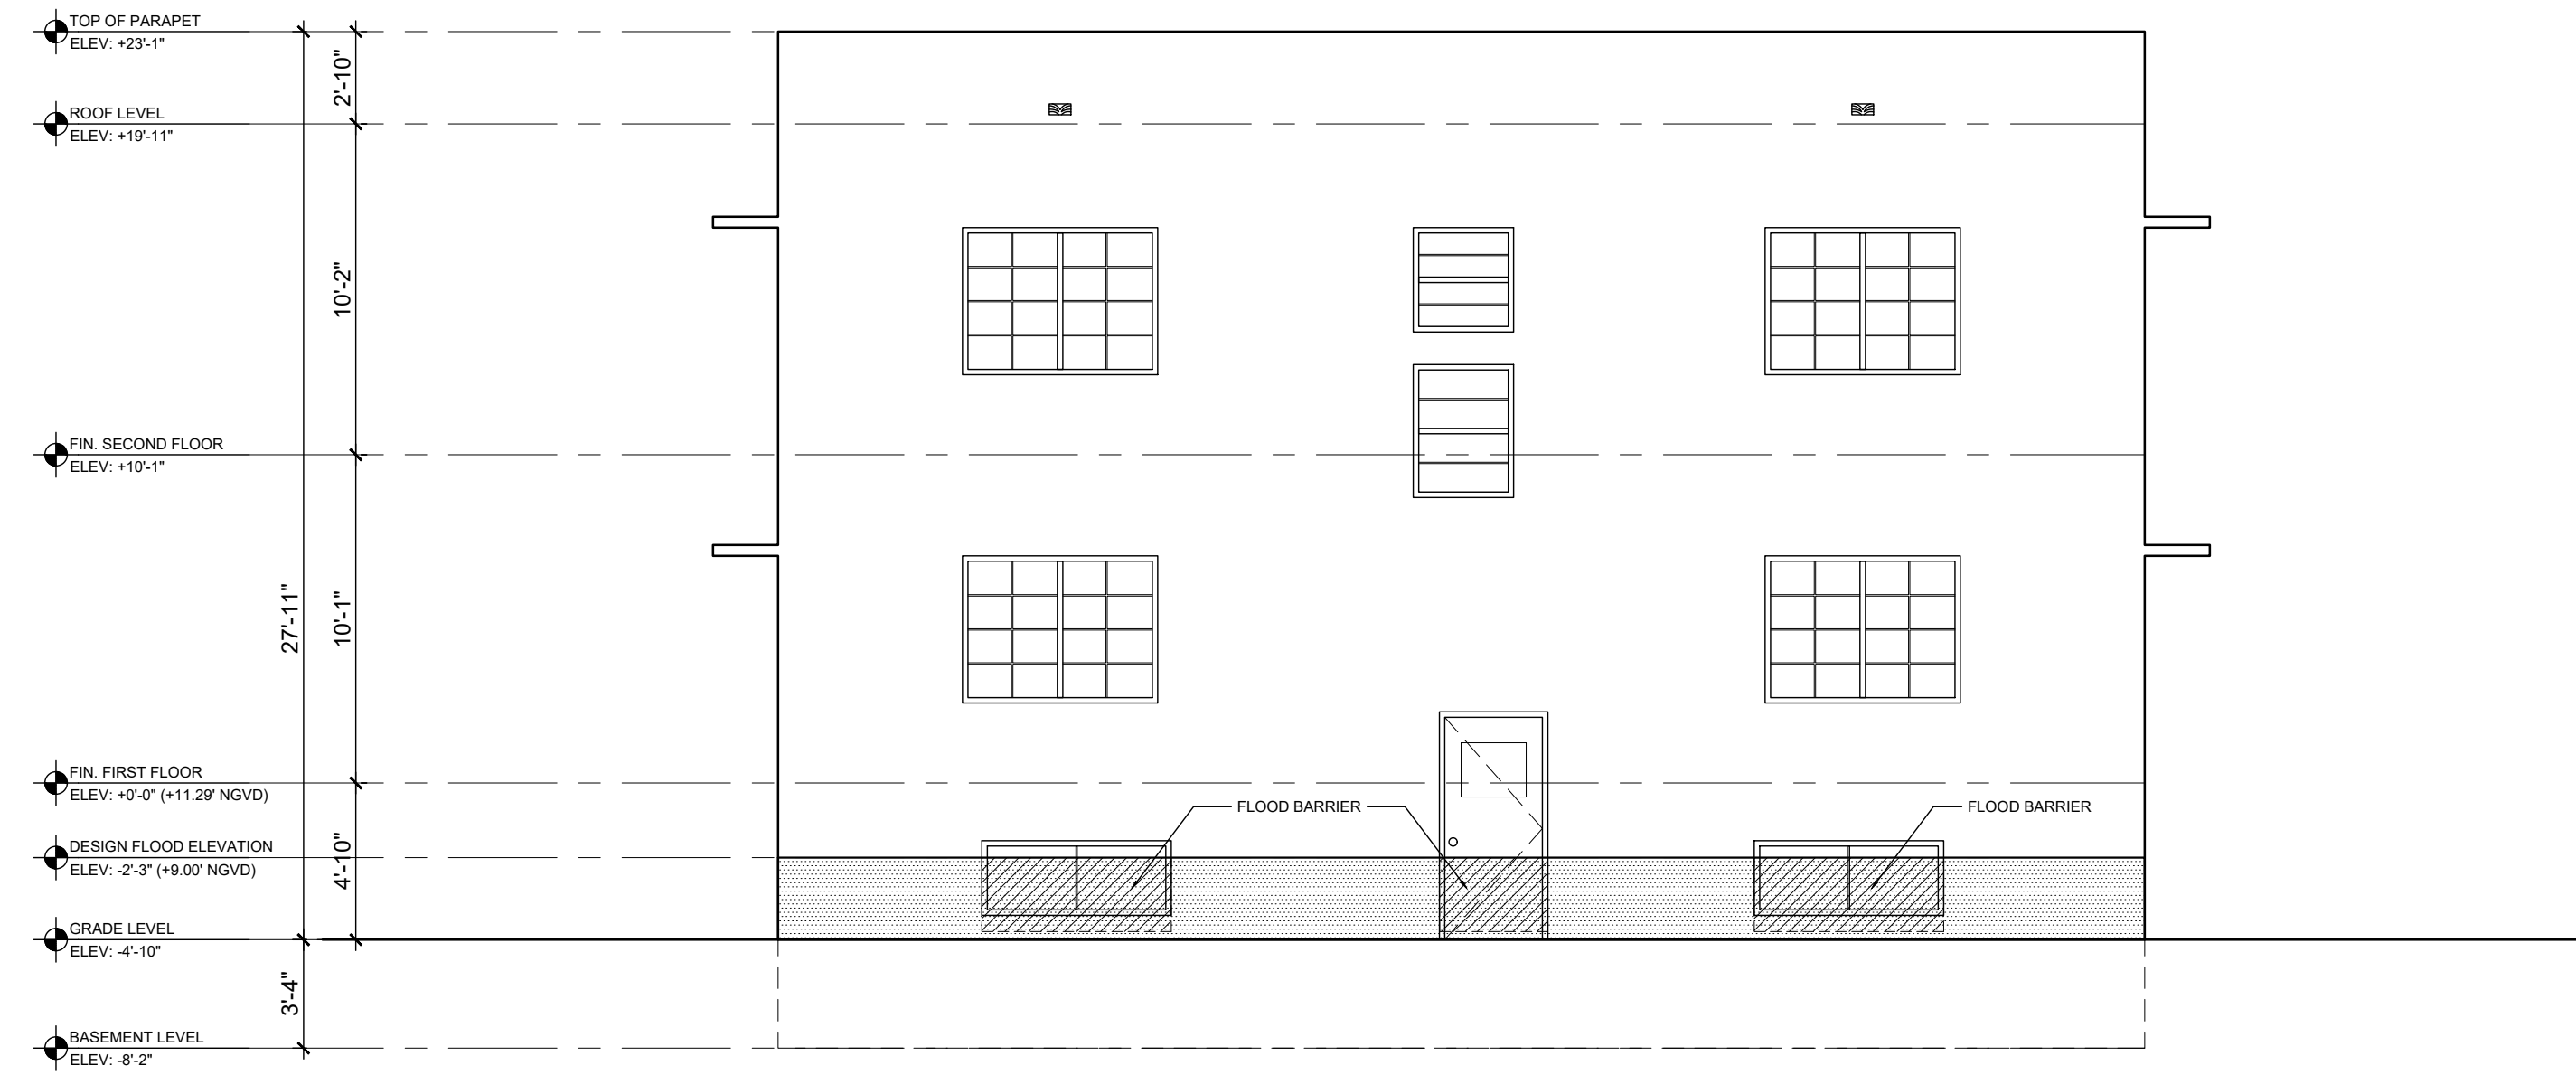 TOP OF PARAPET
ELEV: +23'-1"
2'-10"
ROOF LEVEL
ELEV: +19'-11"
10'-2"
FIN. SECOND FLOOR
ELEV: +10'-1"
27'-11"
10'-1"
FIN. FIRST FLOOR
ELEV: +0'-0" (+11.29' NGVD)
FLOOD BARRIER
FLOOD BARRIER
DESIGN FLOOD ELEVATION
ELEV: -2'-3" (+9.00' NGVD)
4'-10"
GRADE LEVEL
ELEV: -4'-10"
3'-4"
BASEMENT LEVEL
ELEV: -8'-2"